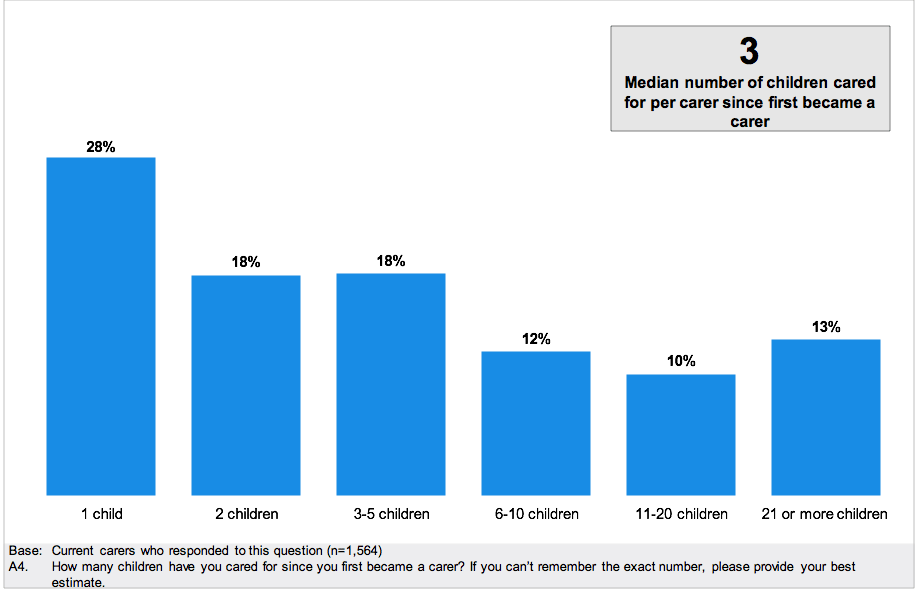 3
Median number of children cared
for per carer since first became a
carer
28%
18%
18%
12%
10%
13%
1 child
2 children
3-5 children
6-10 children
11-20 children
21 or more children
Base: Current carers who responded to this question (n=1,564)
A4. How many children have you cared for since you first became a carer? If you can’t remember the exact number, please provide your best
estimate.